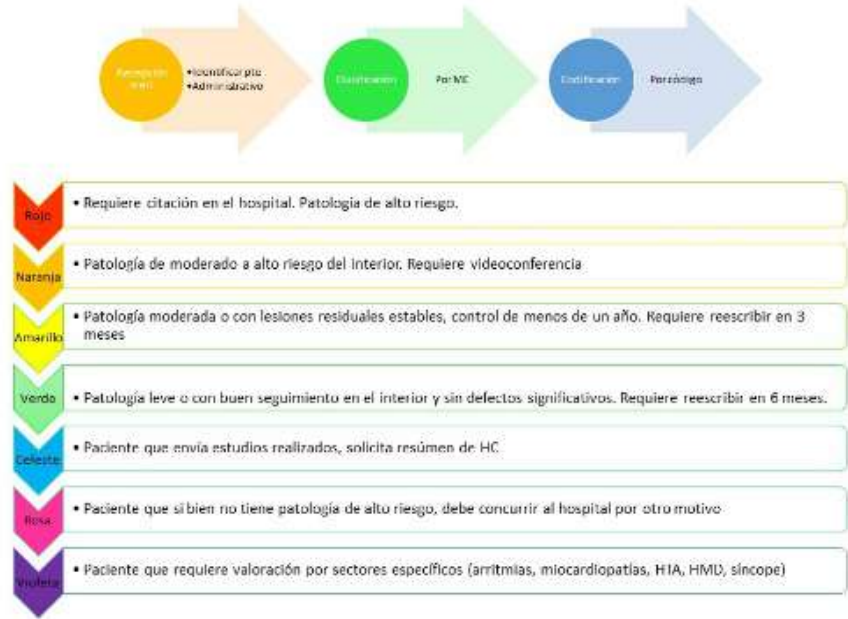 Recepción
mail
•Identificar pte
•Administrativo
Clasificación
Por MC
Codificación
Por código
Rojo
• Requiere citación en el hospital. Patología de alto riesgo.
Naranja
• Patología de moderado a alto riesgo del interior. Requiere videoconferencia
Amarillo
• Patología moderada o con lesiones residuales estables, control de menos de un año. Requiere reescribir en 3
meses
Verde
• Patología leve o con buen seguimiento en el interior y sin defectos significativos. Requiere reescribir en 6 meses.
Celeste
• Paciente que envía estudios realizados, solicita resúmen de HC
Rosa
• Paciente que si bien no tiene patología de alto riesgo, debe concurrir al hospital por otro motivo
Violeta
• Paciente que requiere valoración por sectores específicos (arritmias, miocardiopatías, HTA, HMD, síncope)